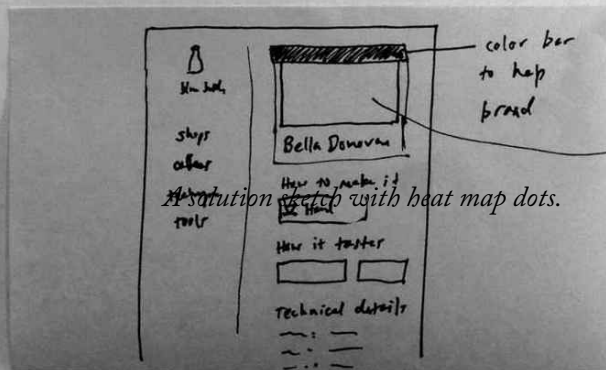 shops
tools
Bella Donovan
How to make it
How it tastes
Technical details
color bar
to help
brand
A solution sketch with heat map dots.